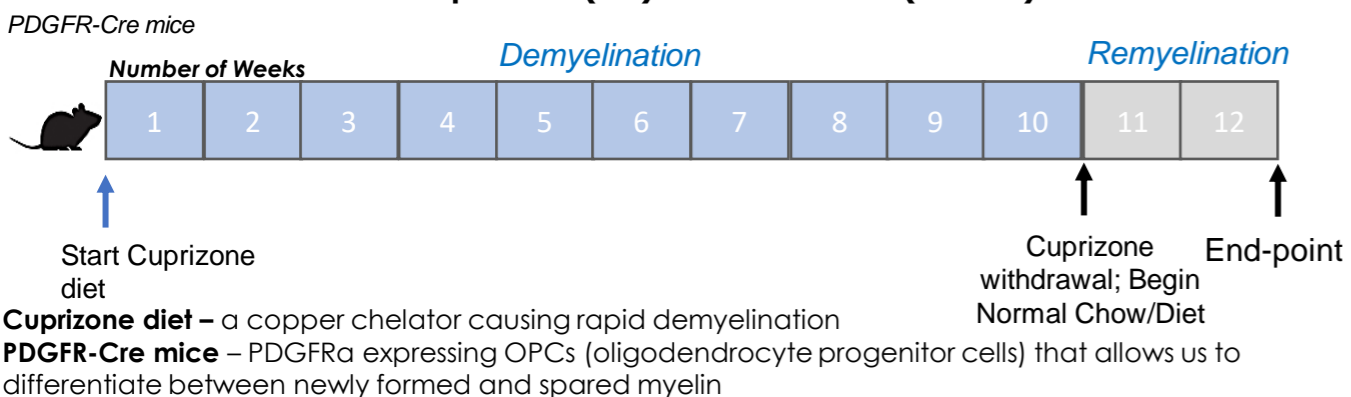 PDGFR-Cre mice
Number of Weeks
Demyelination
Remyelination
1 2 3 4 5 6 7 8 9 10 11 12
Start Cuprizone
diet
Cuprizone
withdrawal; Begin
Normal Chow/Diet
End-point
Cuprizone diet – a copper chelator causing rapid demyelination
PDGFR-Cre mice – PDGFRa expressing OPCs (oligodendrocyte progenitor cells) that allows us to
differentiate between newly formed and spared myelin